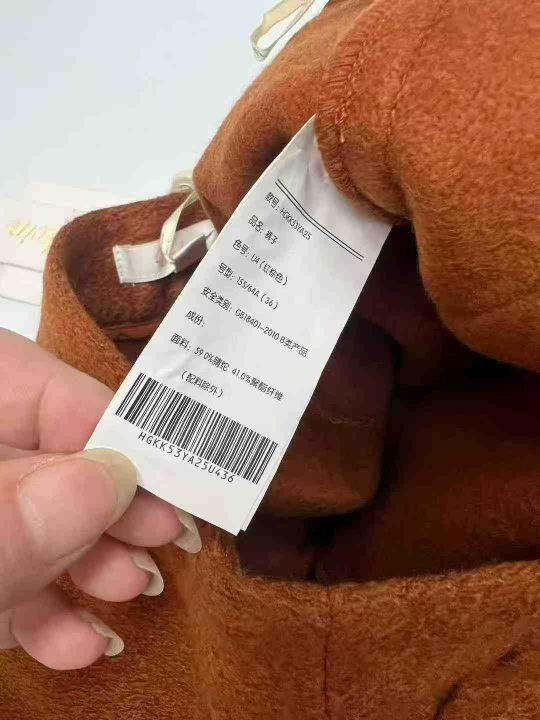 款号: HGKK53YA25
品名: 裤子
色号: U4(红棕色)
号型: 155/64A(36)
安全类别: GB18401-2010 B类产品
成份:
面料: 59.0%腈纶 41.0%聚酯纤维
(配料除外)
HGKK53YA25U436